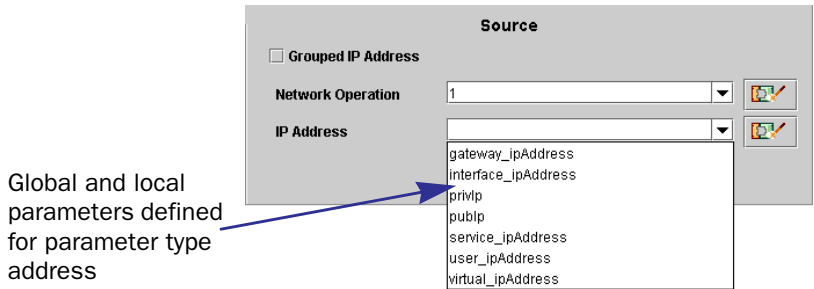 Source
Grouped IP Address
Network Operation 1
IP Address
gateway_ipAddress
interface_ipAddress
privIp
pubIp
service_ipAddress
user_ipAddress
virtual_ipAddress
Global and local
parameters defined
for parameter type
address